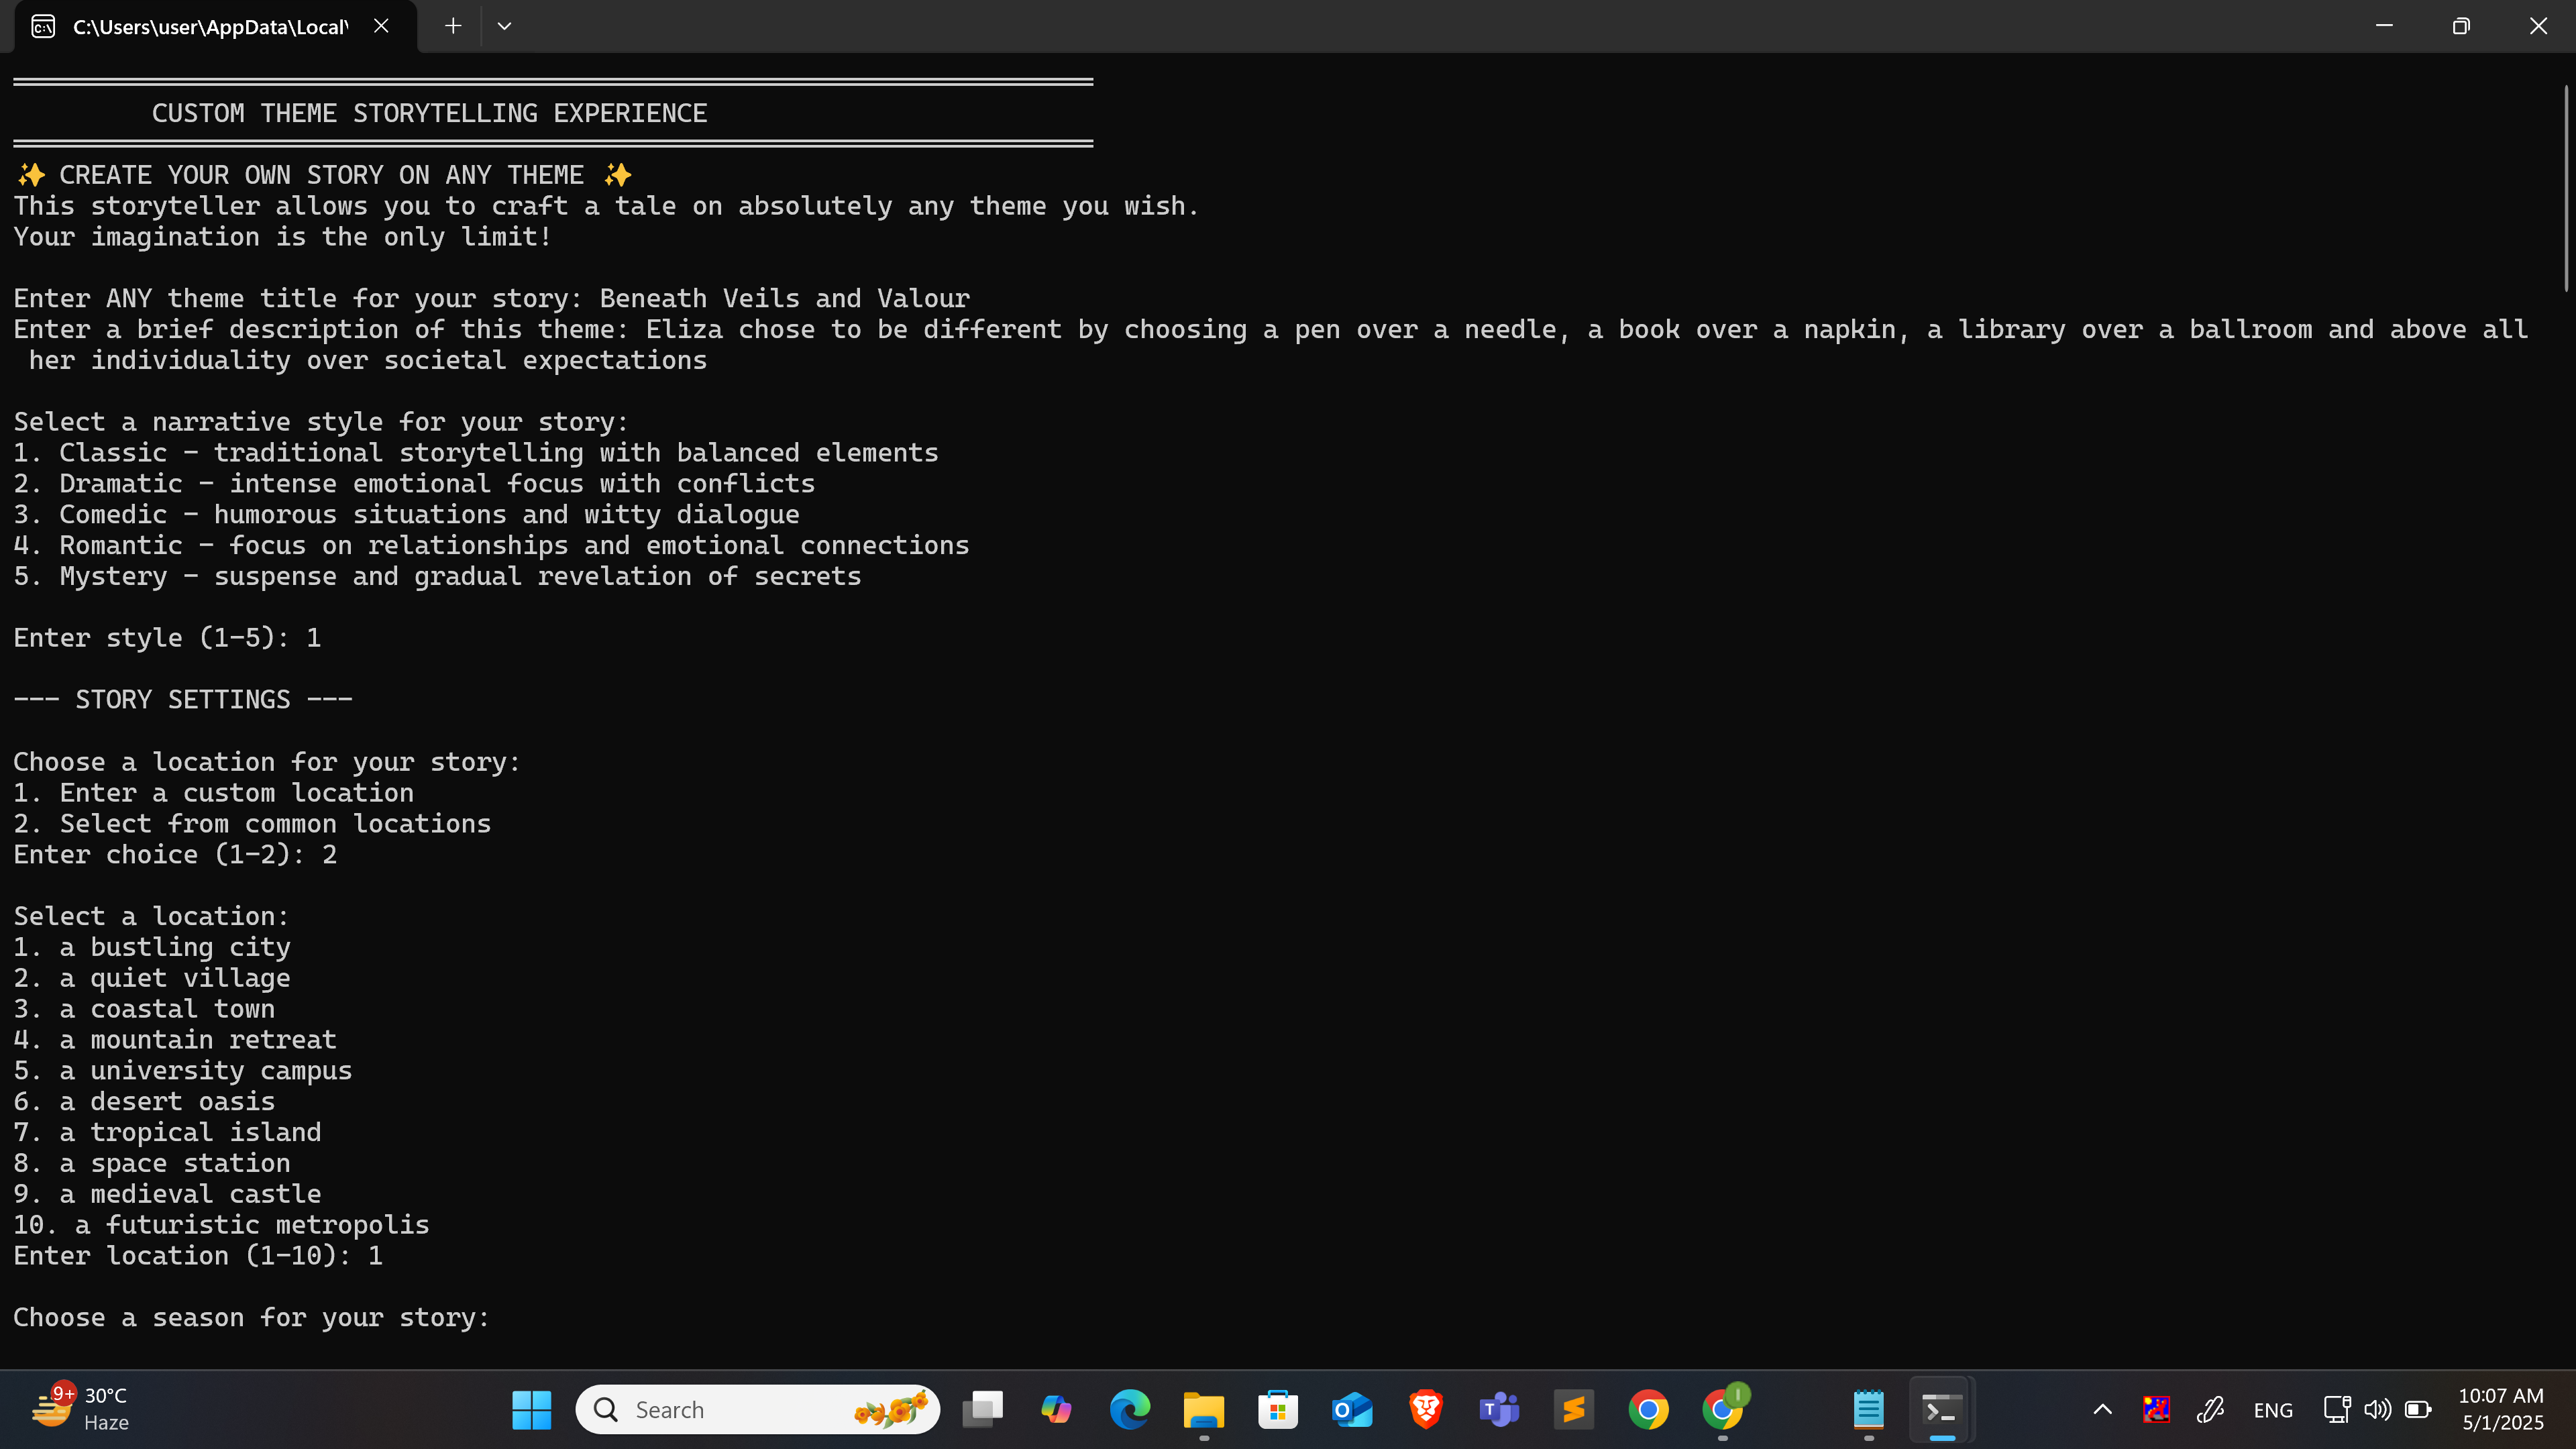 C:\Users\user\AppData\Local\
CUSTOM THEME STORYTELLING EXPERIENCE
✨ CREATE YOUR OWN STORY ON ANY THEME ✨
This storyteller allows you to craft a tale on absolutely any theme you wish.
Your imagination is the only limit!
Enter ANY theme title for your story: Beneath Veils and Valour
Enter a brief description of this theme: Eliza chose to be different by choosing a pen over a needle, a book over a napkin, a library over a ballroom and above all
her individuality over societal expectations
Select a narrative style for your story:
1. Classic - traditional storytelling with balanced elements
2. Dramatic - intense emotional focus with conflicts
3. Comedic - humorous situations and witty dialogue
4. Romantic - focus on relationships and emotional connections
5. Mystery - suspense and gradual revelation of secrets
Enter style (1-5): 1
--- STORY SETTINGS ---
Choose a location for your story:
1. Enter a custom location
2. Select from common locations
Enter choice (1-2): 2
Select a location:
1. a bustling city
2. a quiet village
3. a coastal town
4. a mountain retreat
5. a university campus
6. a desert oasis
7. a tropical island
8. a space station
9. a medieval castle
10. a futuristic metropolis
Enter location (1-10): 1
Choose a season for your story:
9+
30°C
Haze
Search
ENG
10:07 AM
5/1/2025